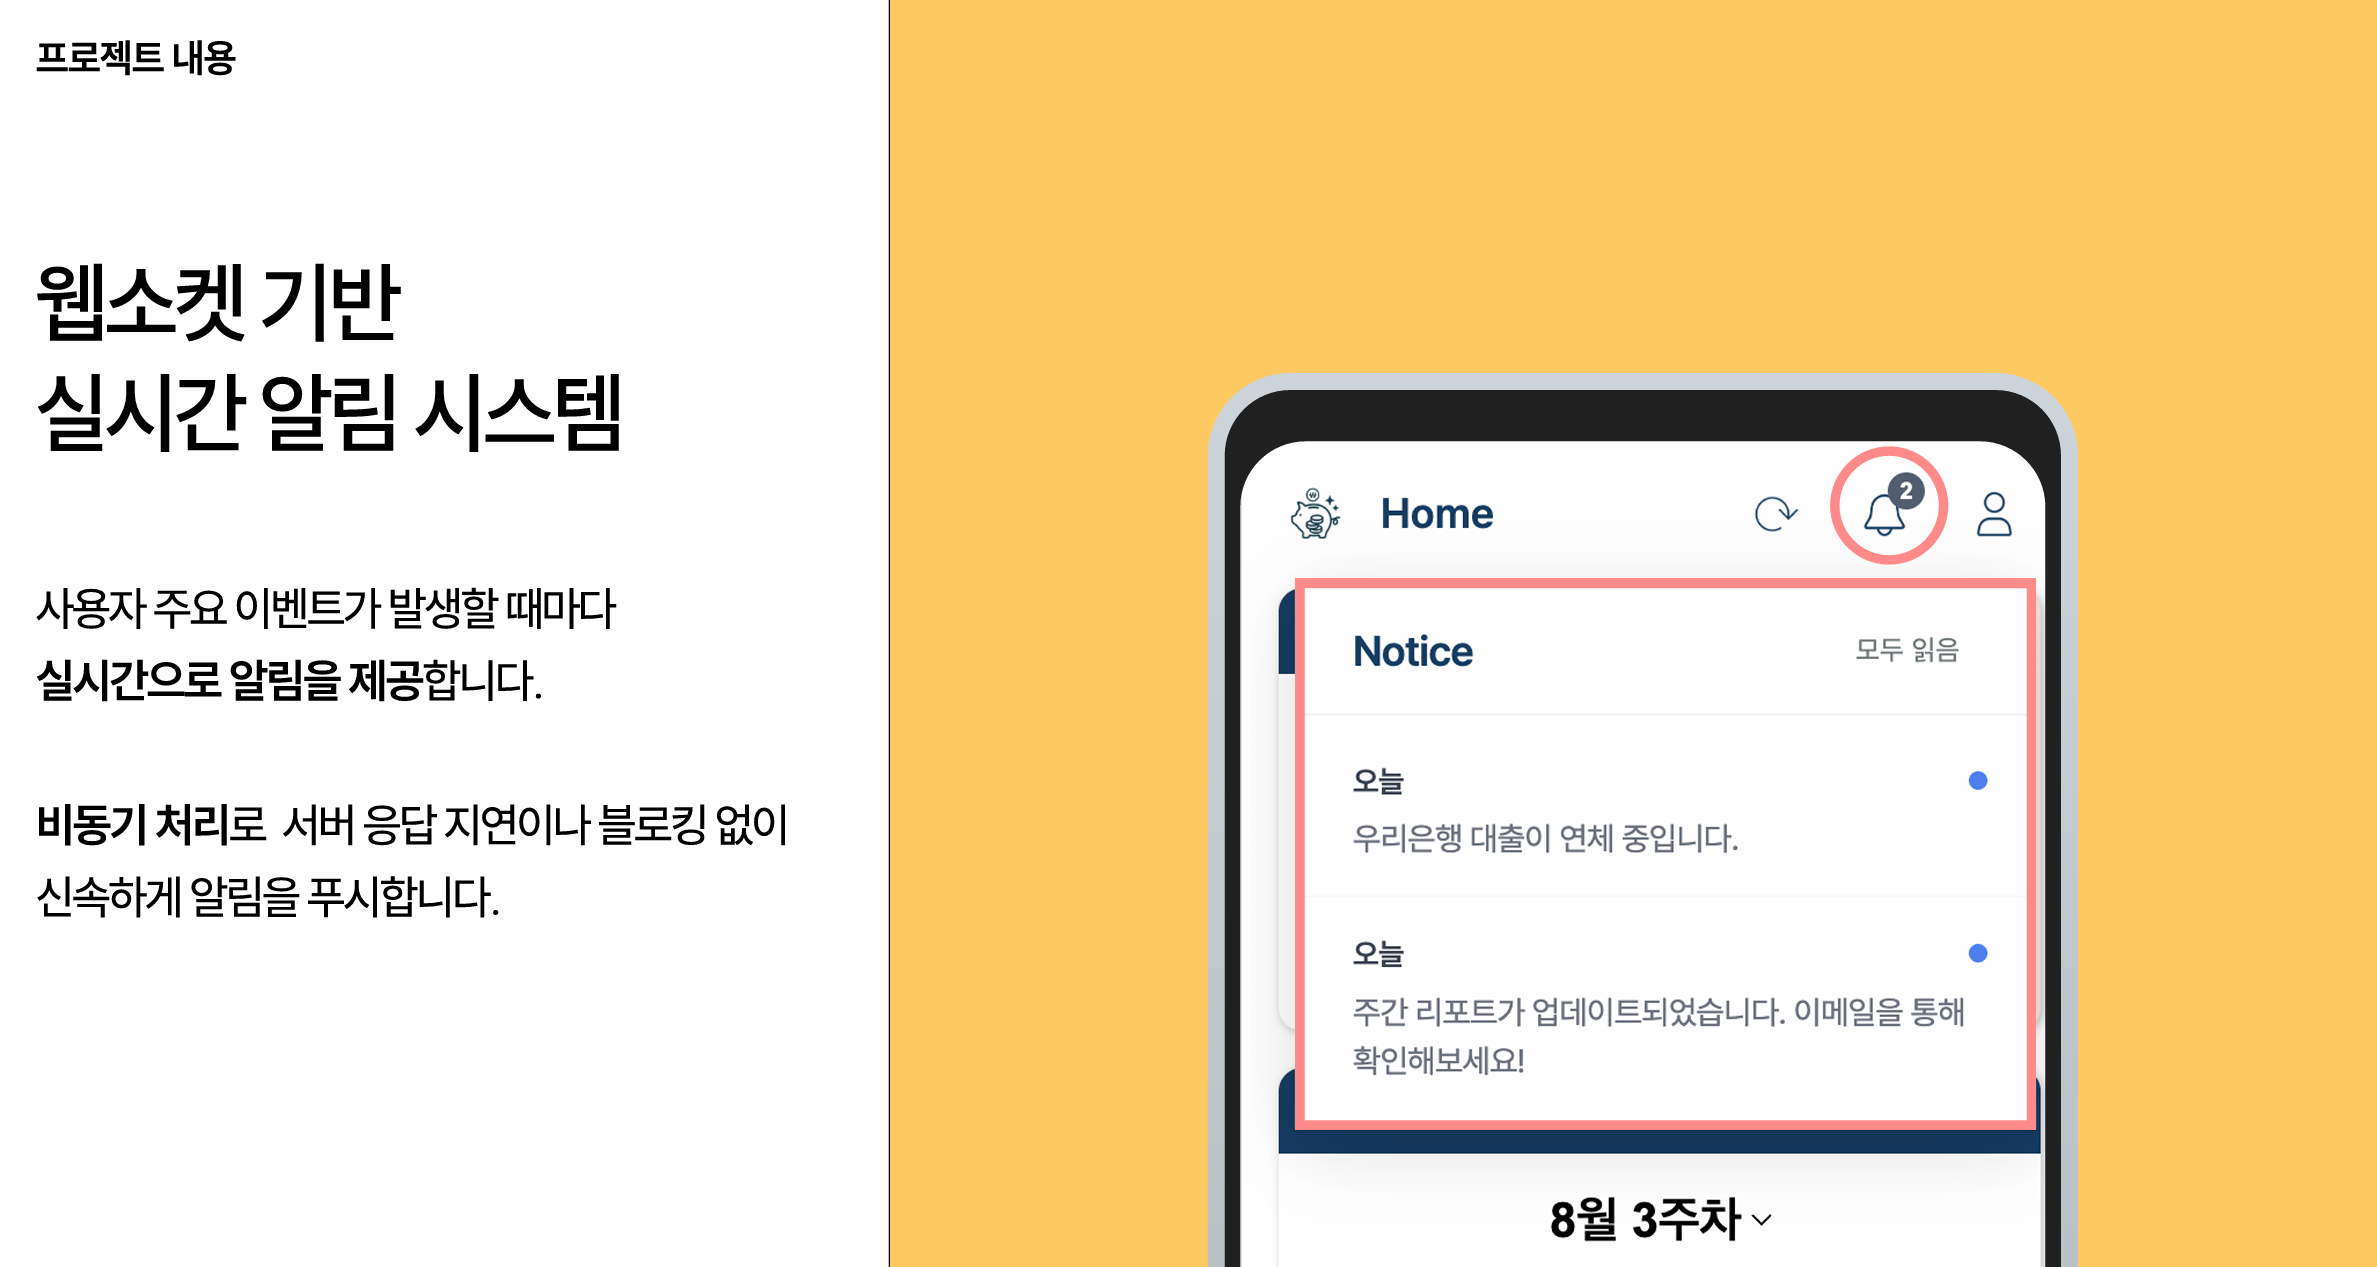 프로젝트 내용
웹소켓 기반
실시간 알림 시스템
사용자 주요 이벤트가 발생할 때마다
실시간으로 알림을 제공합니다.
비동기 처리로 서버 응답 지연이나 블로킹 없이
신속하게 알림을 푸시합니다.
₩
Home
2
Notice
모두 읽음
오늘
우리은행 대출이 연체 중입니다.
오늘
주간 리포트가 업데이트되었습니다. 이메일을 통해
확인해보세요!
8월 3주차